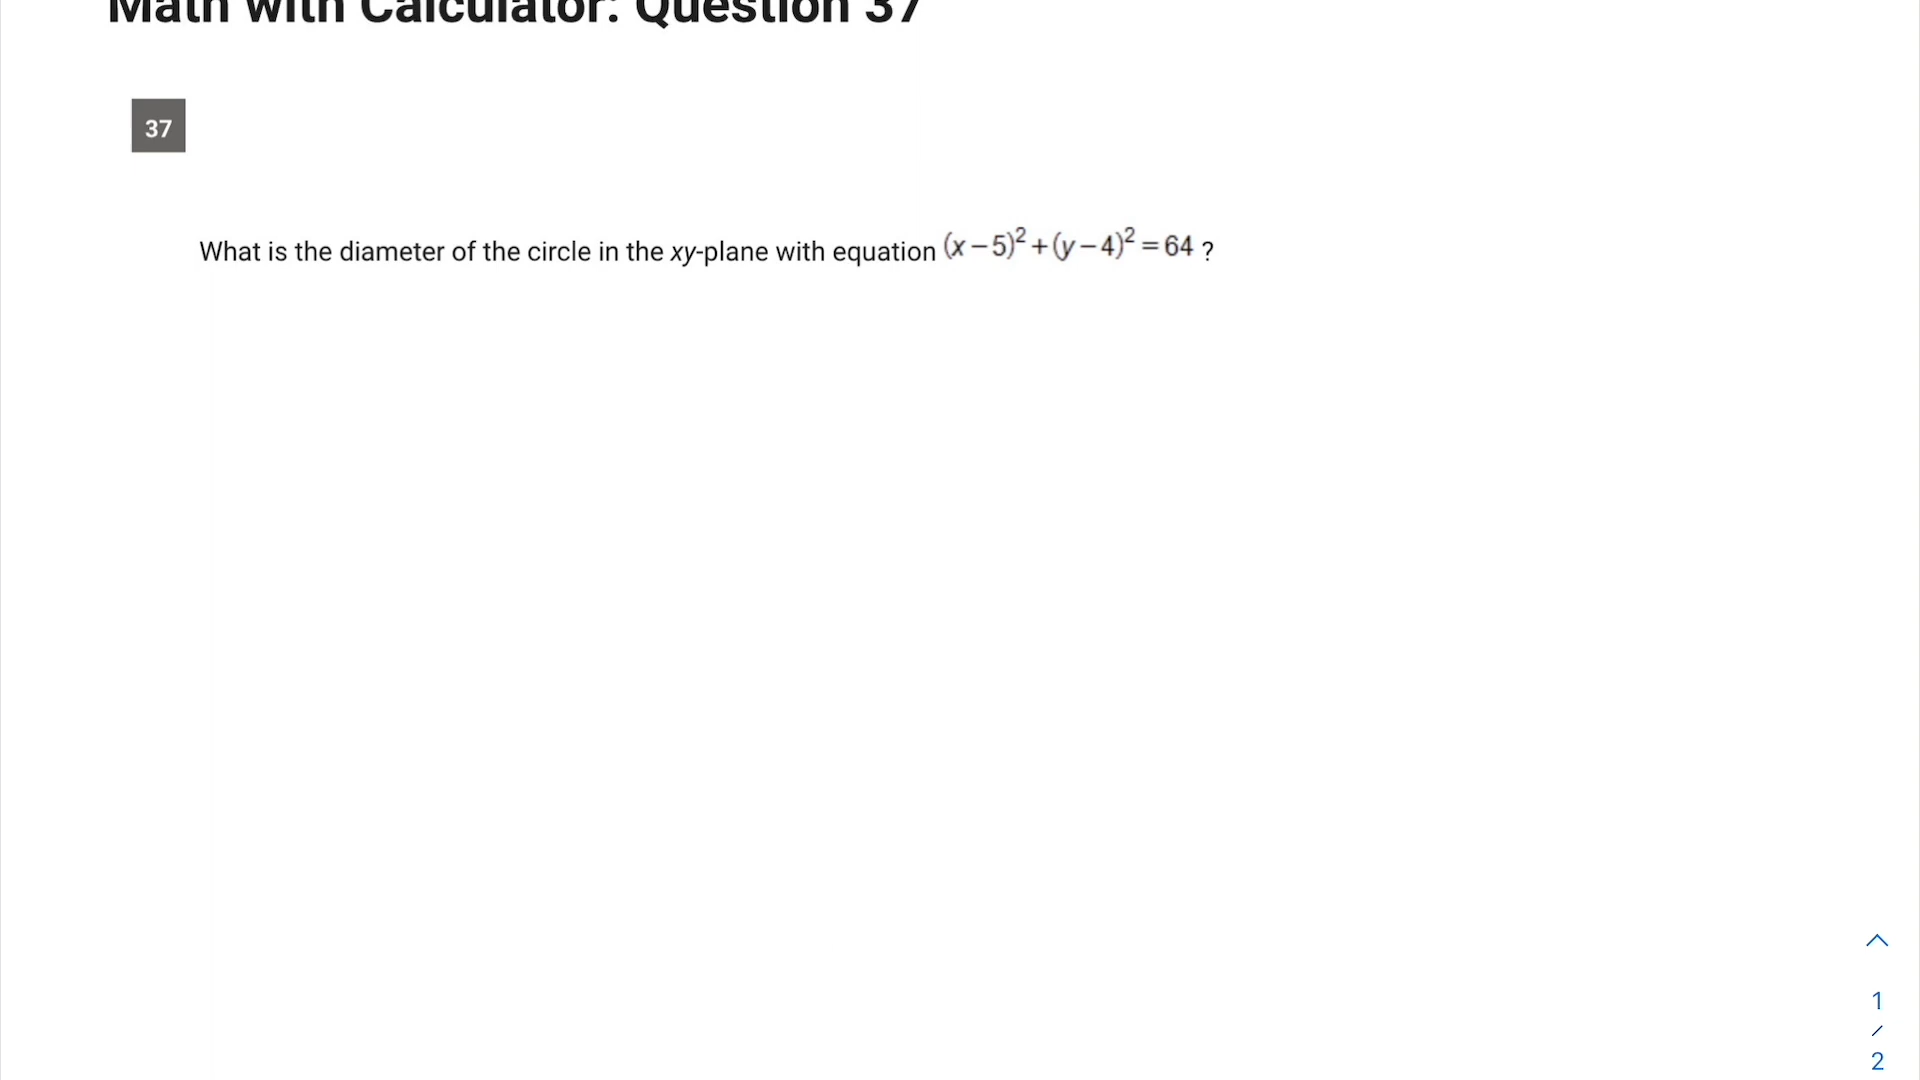 Math with Calculator: Question 37
37
What is the diameter of the circle in the xy-plane with equation (x – 5)² + (y – 4)² = 64 ?
1
/
2